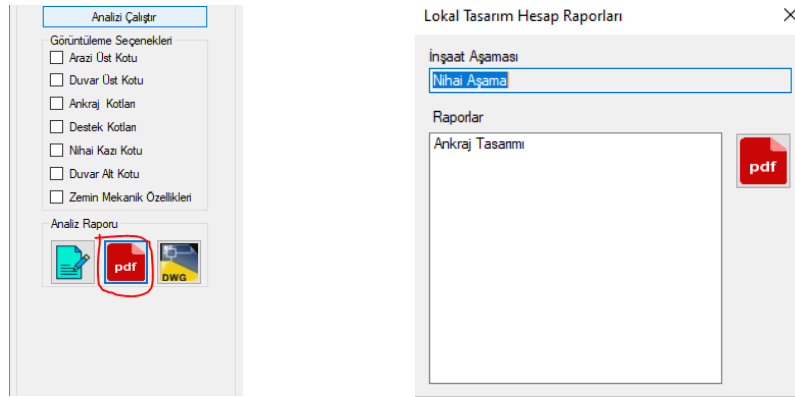 Analizi Çalıştır
Görüntüleme Seçenekleri
Arazi Üst Kotu
Duvar Üst Kotu
Ankraj Kotları
Destek Kotları
Nihai Kazı Kotu
Duvar Alt Kotu
Zemin Mekanik Özellikleri
Analiz Raporu
pdf
DWG
Lokal Tasarım Hesap Raporları
İnşaat Aşaması
Nihai Aşama
Raporlar
Ankraj Tasarımı
pdf